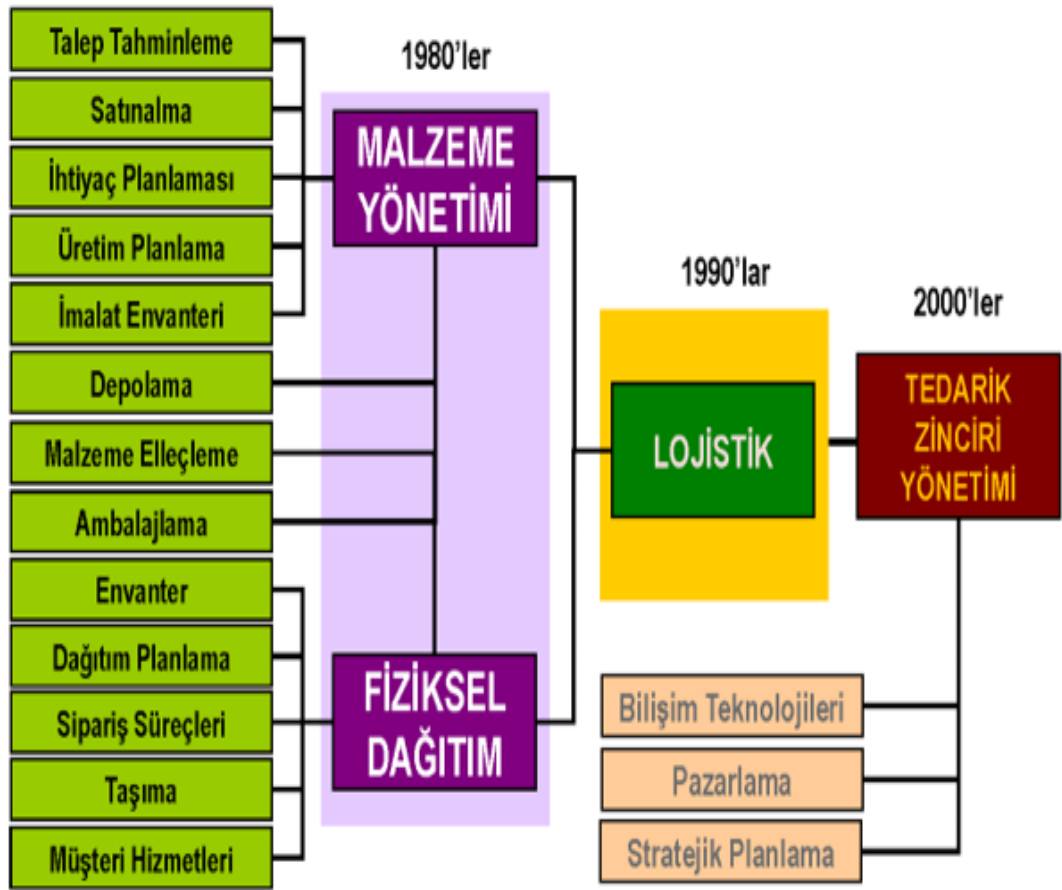 Talep Tahminleme
Satınalma
İhtiyaç Planlaması
Üretim Planlama
İmalat Envanteri
Depolama
Malzeme Elleçleme
Ambalajlama
Envanter
Dağıtım Planlama
Sipariş Süreçleri
Taşıma
Müşteri Hizmetleri
1980’ler
MALZEME
YÖNETİMİ
FİZİKSEL
DAĞITIM
1990’lar
LOJİSTİK
2000’ler
TEDARİK
ZİNCİRİ
YÖNETİMİ
Bilişim Teknolojileri
Pazarlama
Stratejik Planlama